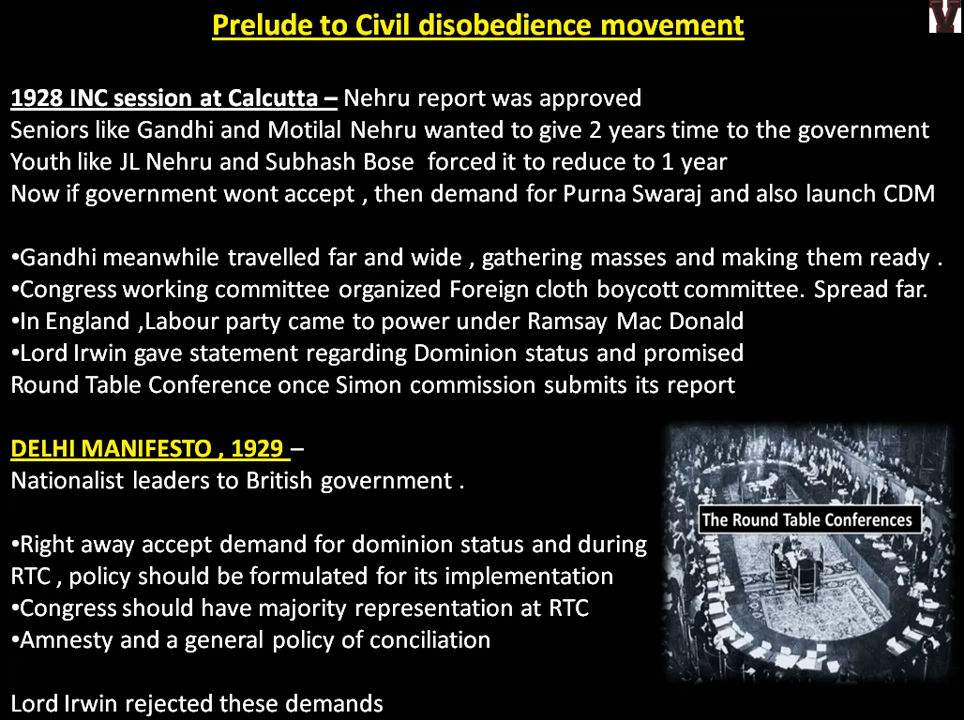 Prelude to Civil disobedience movement
1928 INC session at Calcutta – Nehru report was approved
Seniors like Gandhi and Motilal Nehru wanted to give 2 years time to the government
Youth like JL Nehru and Subhash Bose forced it to reduce to 1 year
Now if government wont accept , then demand for Purna Swaraj and also launch CDM
•Gandhi meanwhile travelled far and wide , gathering masses and making them ready .
•Congress working committee organized Foreign cloth boycott committee. Spread far.
•In England ,Labour party came to power under Ramsay Mac Donald
•Lord Irwin gave statement regarding Dominion status and promised
Round Table Conference once Simon commission submits its report
DELHI MANIFESTO , 1929 –
Nationalist leaders to British government .
The Round Table Conferences
•Right away accept demand for dominion status and during
RTC , policy should be formulated for its implementation
•Congress should have majority representation at RTC
•Amnesty and a general policy of conciliation
Lord Irwin rejected these demands